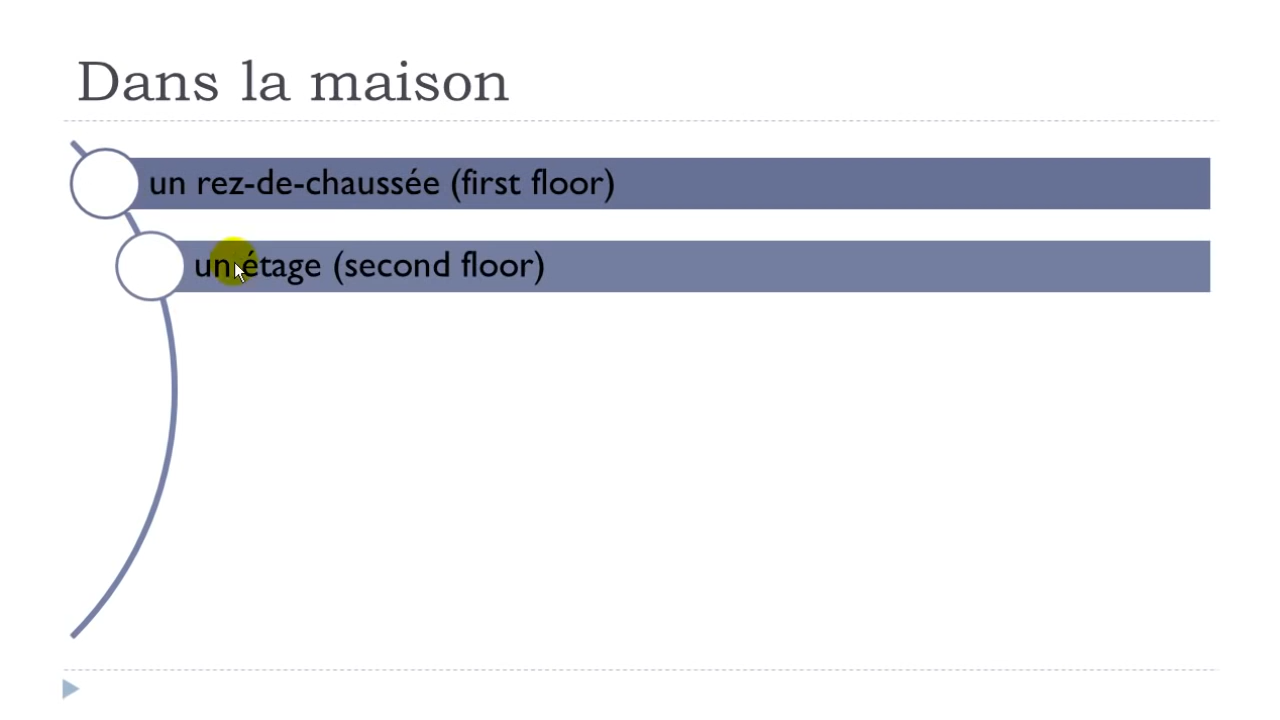 Dans la maison
un rez-de-chaussée (first floor)
un étage (second floor)